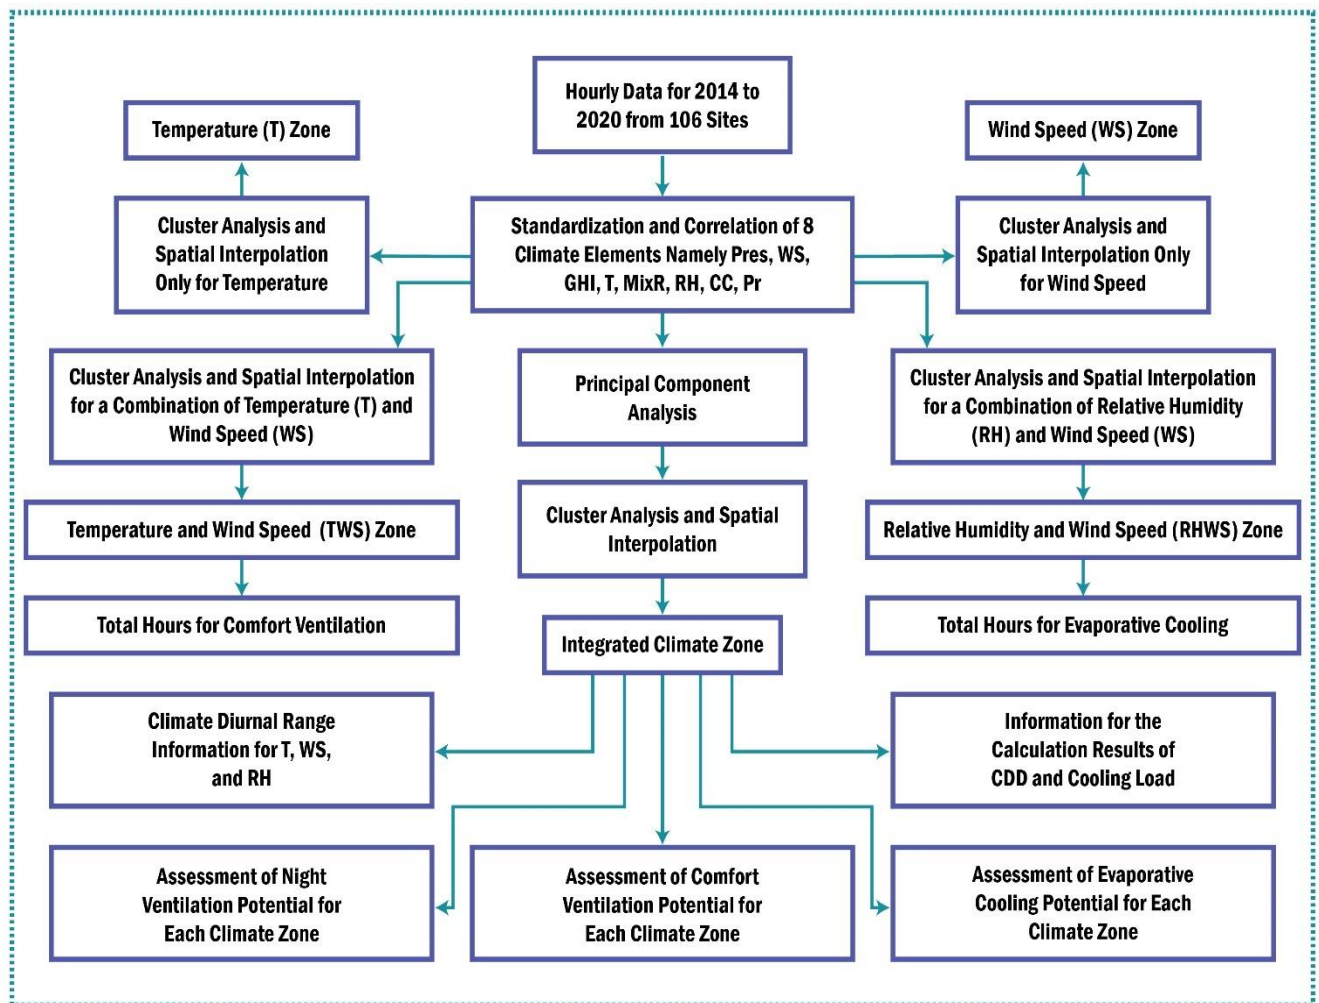 Hourly Data for 2014 to
2020 from 106 Sites
Temperature (T) Zone
Wind Speed (WS) Zone
Cluster Analysis and
Spatial Interpolation
Only for Temperature
Standardization and Correlation of 8
Climate Elements Namely Pres, WS,
GHI, T, MixR, RH, CC, Pr
Cluster Analysis and
Spatial Interpolation Only
for Wind Speed
Cluster Analysis and Spatial Interpolation
for a Combination of Temperature (T) and
Wind Speed (WS)
Principal Component
Analysis
Cluster Analysis and Spatial Interpolation
for a Combination of Relative Humidity
(RH) and Wind Speed (WS)
Temperature and Wind Speed (TWS) Zone
Cluster Analysis and Spatial
Interpolation
Relative Humidity and Wind Speed (RHWS) Zone
Total Hours for Comfort Ventilation
Integrated Climate Zone
Total Hours for Evaporative Cooling
Climate Diurnal Range
Information for T, WS,
and RH
Information for the
Calculation Results of
CDD and Cooling Load
Assessment of Night
Ventilation Potential for
Each Climate Zone
Assessment of Comfort
Ventilation Potential for
Each Climate Zone
Assessment of Evaporative
Cooling Potential for Each
Climate Zone